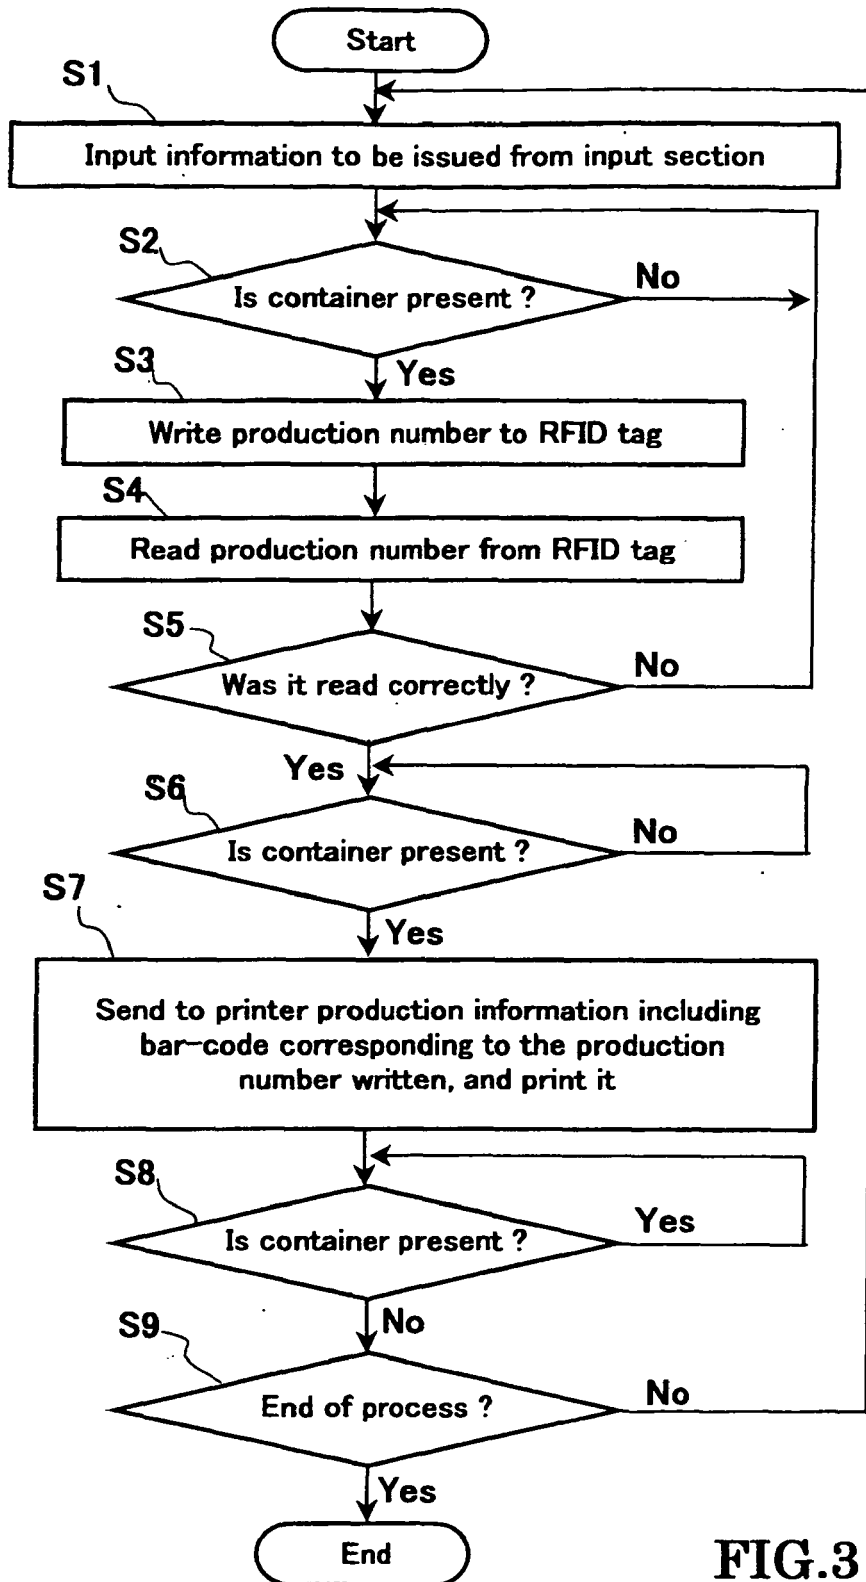 Start
S1
Input information to be issued from input section
S2
Is container present ?
No
Yes
S3
Write production number to RFID tag
S4
Read production number from RFID tag
S5
Was it read correctly ?
No
Yes
S6
Is container present ?
No
Yes
S7
Send to printer production information including
bar-code corresponding to the production
number written, and print it
S8
Is container present ?
Yes
No
S9
End of process ?
No
Yes
End
FIG.3